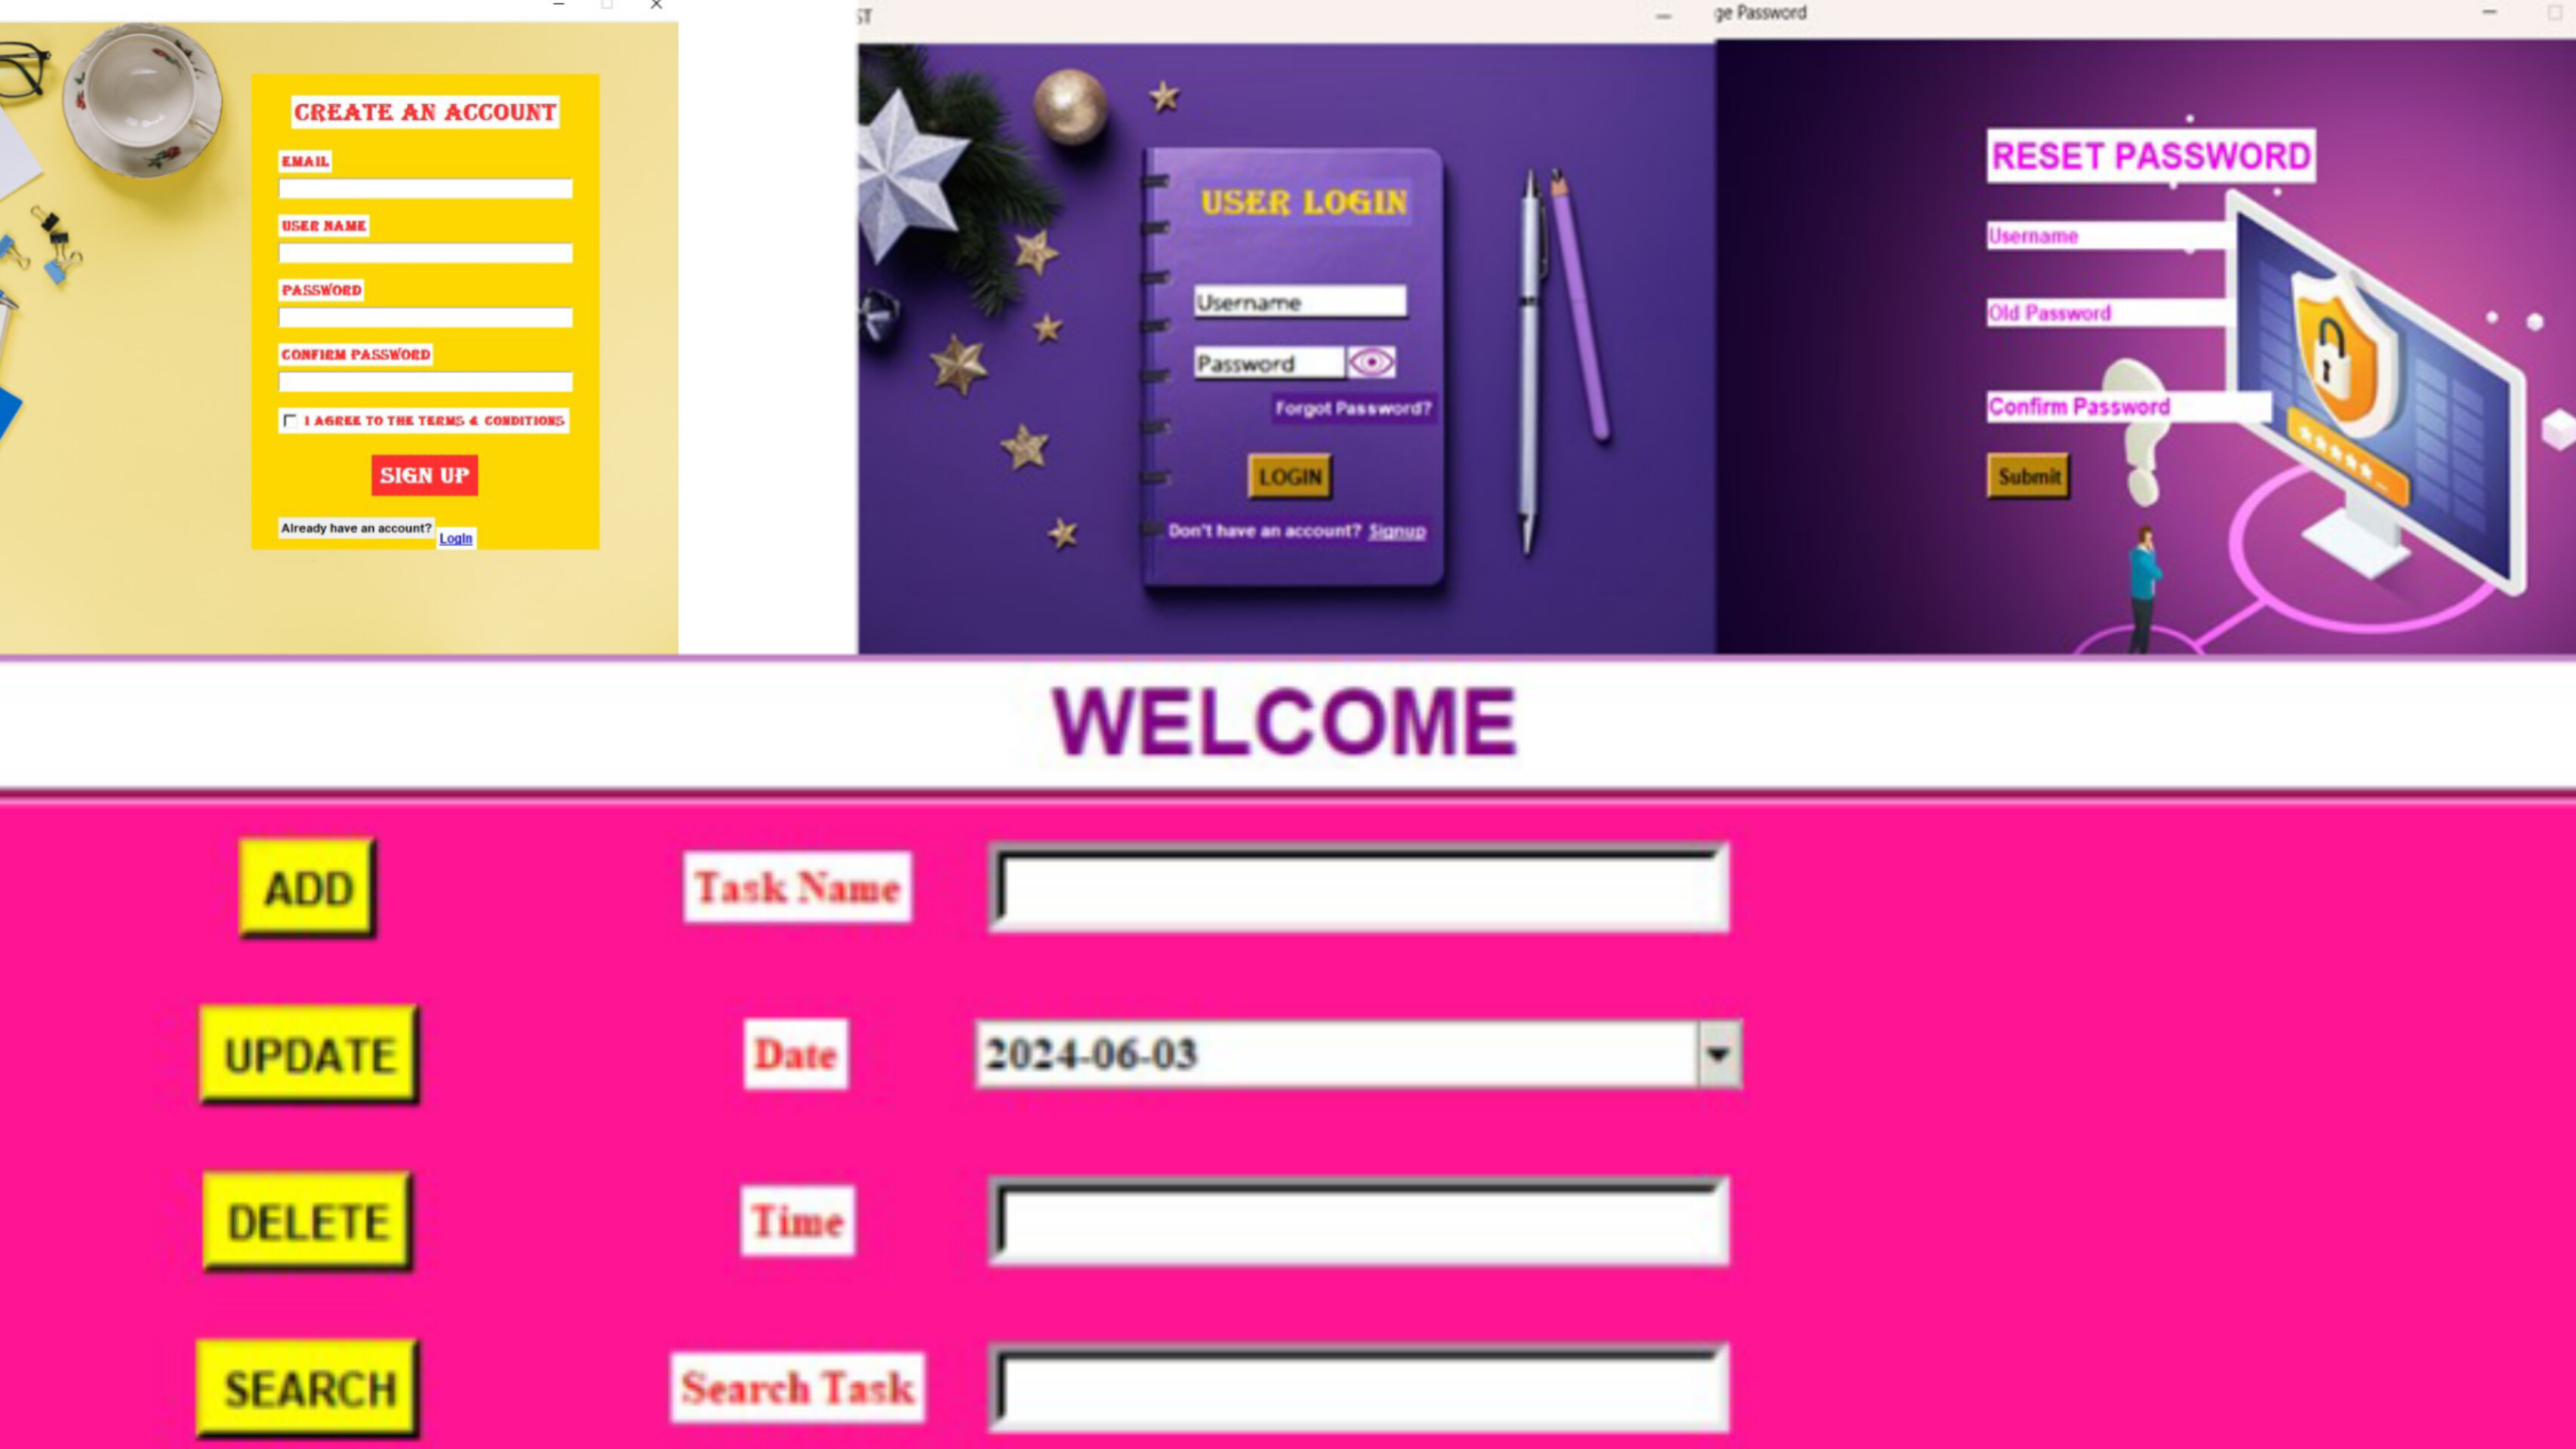 CREATE AN ACCOUNT
EMAIL
USER NAME
PASSWORD
CONFIRM PASSWORD
I AGREE TO THE TERMS & CONDITIONS
SIGN UP
Already have an account?
LogIn
ST
USER LOGIN
Username
Password
Forgot Password?
LOGIN
Don't have an account? Signup
ge Password
RESET PASSWORD
Username
Old Password
Confirm Password
Submit
WELCOME
ADD
Task Name
UPDATE
Date
2024-06-03
DELETE
Time
SEARCH
Search Task